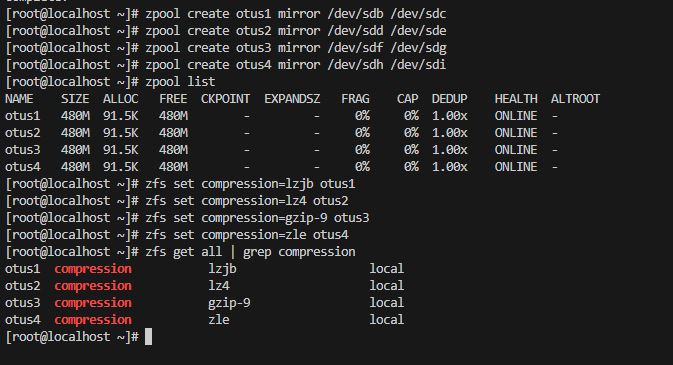 [root@localhost ~]# zpool create otus1 mirror /dev/sdb /dev/sdc
[root@localhost ~]# zpool create otus2 mirror /dev/sdd /dev/sde
[root@localhost ~]# zpool create otus3 mirror /dev/sdf /dev/sdg
[root@localhost ~]# zpool create otus4 mirror /dev/sdh /dev/sdi
[root@localhost ~]# zpool list
NAME    SIZE  ALLOC   FREE  CKPOINT  EXPANDSZ   FRAG    CAP  DEDUP    HEALTH  ALTROOT
otus1   480M  91.5K   480M        -         -     0%     0%  1.00x    ONLINE  -
otus2   480M  91.5K   480M        -         -     0%     0%  1.00x    ONLINE  -
otus3   480M  91.5K   480M        -         -     0%     0%  1.00x    ONLINE  -
otus4   480M  91.5K   480M        -         -     0%     0%  1.00x    ONLINE  -
[root@localhost ~]# zfs set compression=lzjb otus1
[root@localhost ~]# zfs set compression=lz4 otus2
[root@localhost ~]# zfs set compression=gzip-9 otus3
[root@localhost ~]# zfs set compression=zle otus4
[root@localhost ~]# zfs get all | grep compression
otus1  compression           lzjb                   local
otus2  compression           lz4                    local
otus3  compression           gzip-9                 local
otus4  compression           zle                    local
[root@localhost ~]#